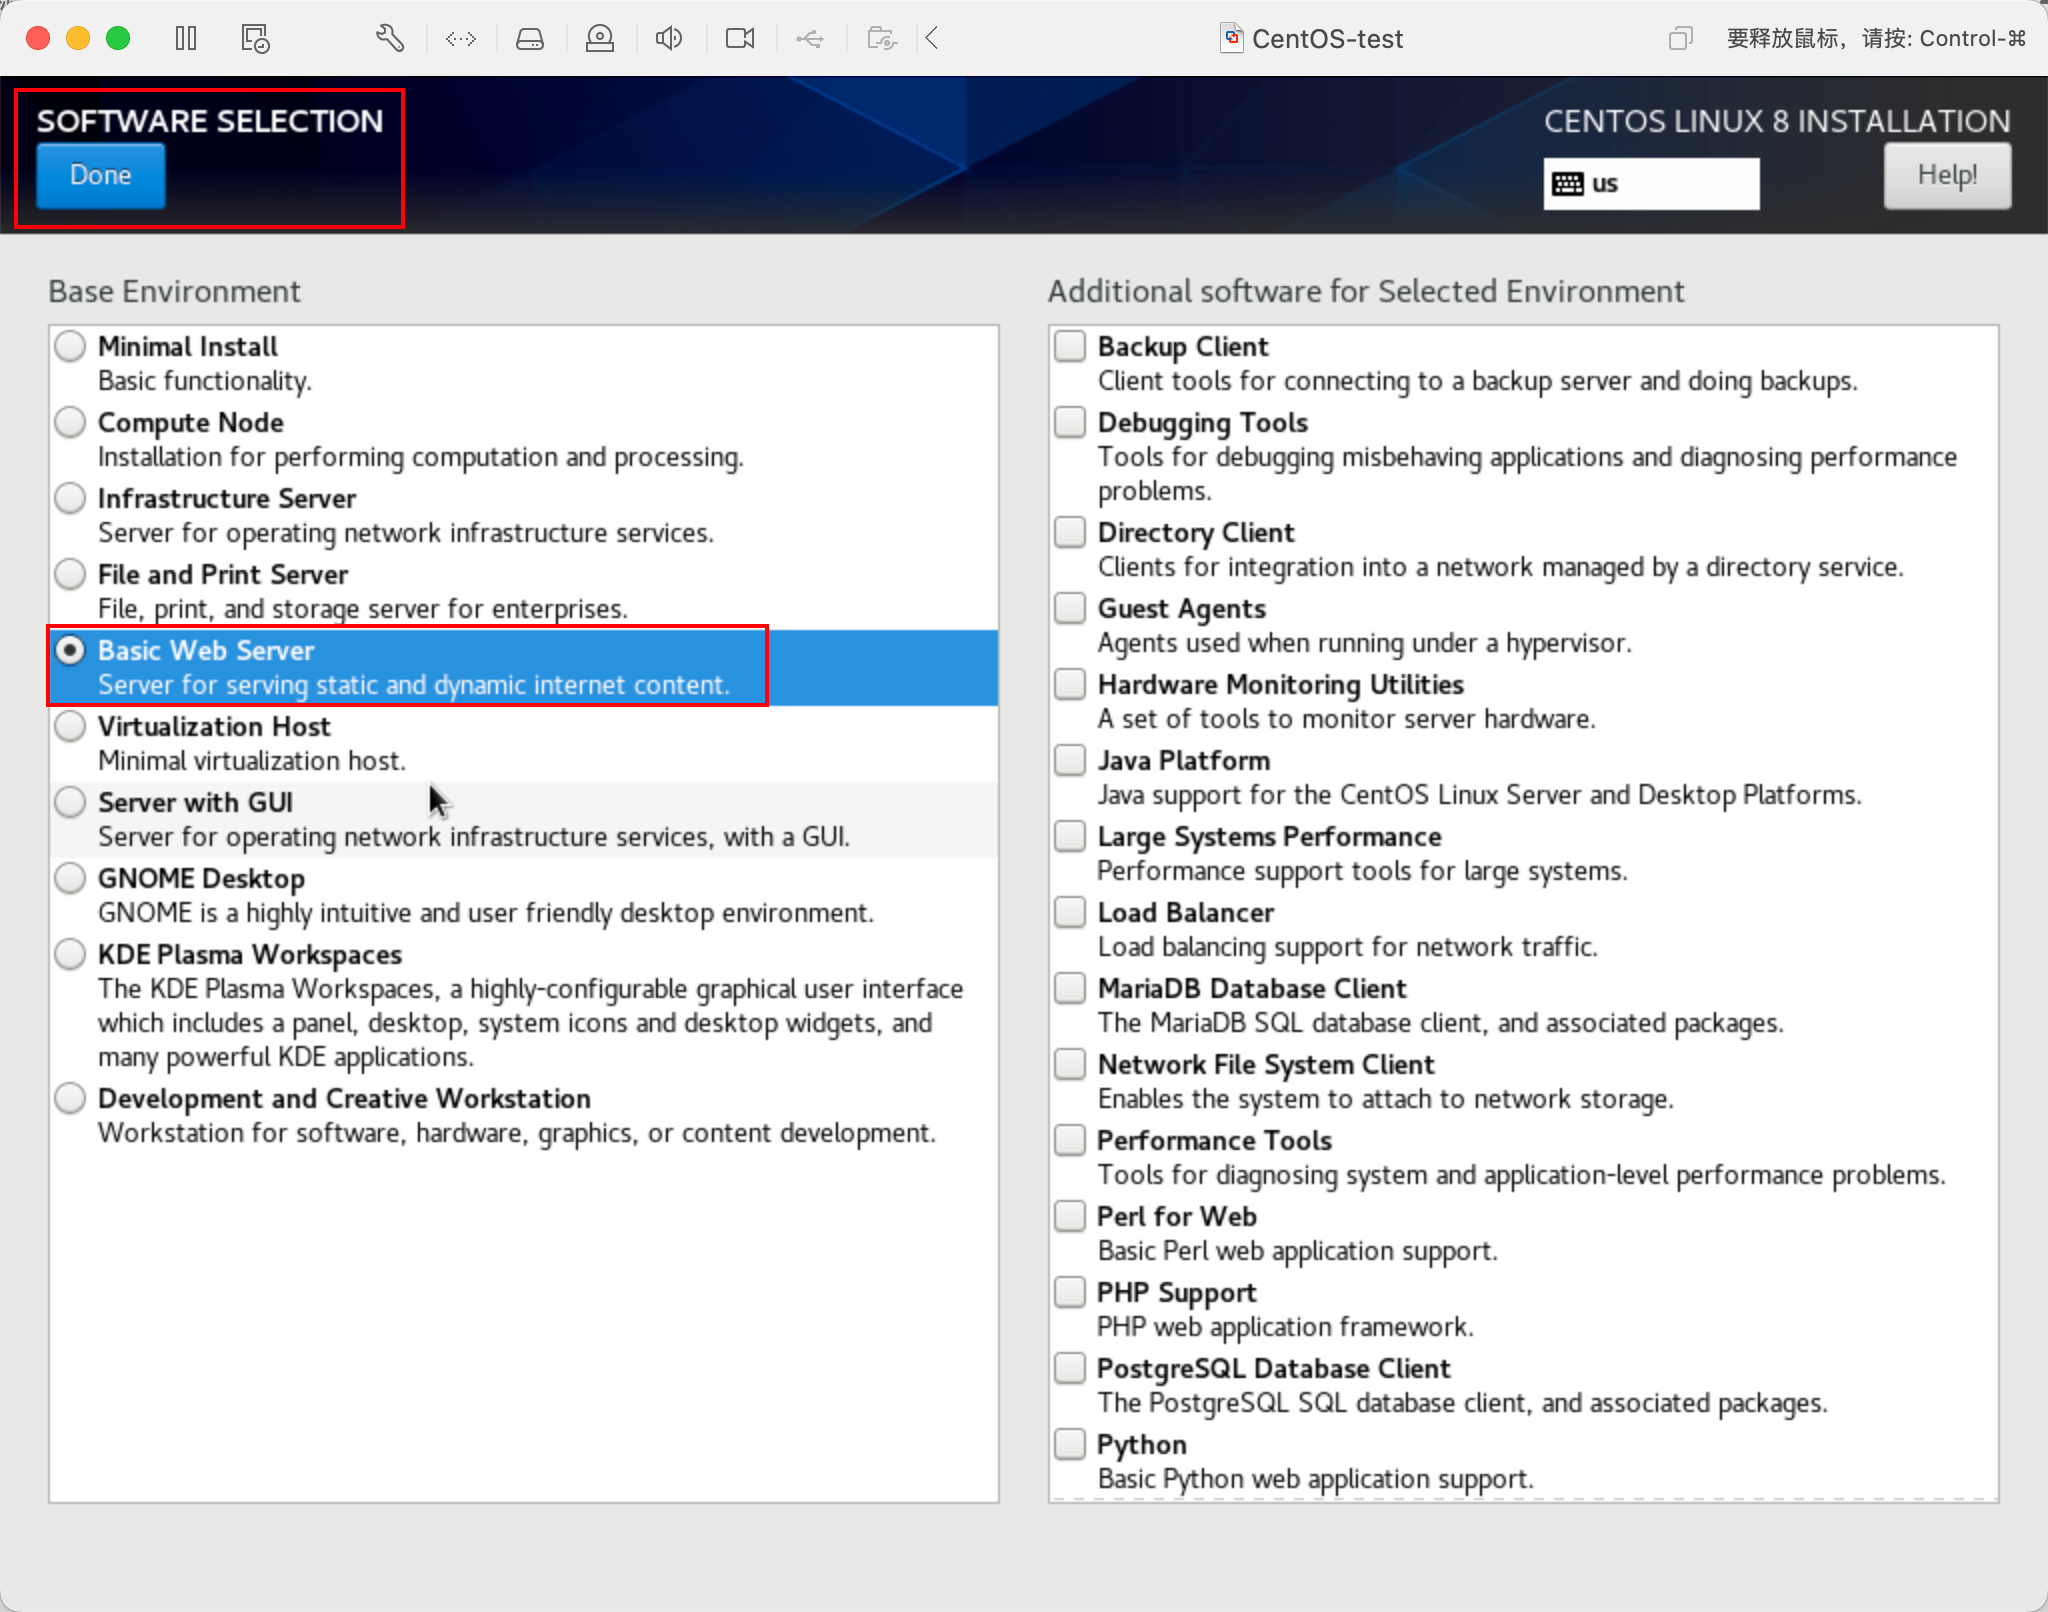 CentOS-test
要释放鼠标，请按: Control-⌘
SOFTWARE SELECTION
Done
CENTOS LINUX 8 INSTALLATION
us
Help!
Base Environment
Minimal Install
Basic functionality.
Compute Node
Installation for performing computation and processing.
Infrastructure Server
Server for operating network infrastructure services.
File and Print Server
File, print, and storage server for enterprises.
Basic Web Server
Server for serving static and dynamic internet content.
Virtualization Host
Minimal virtualization host.
Server with GUI
Server for operating network infrastructure services, with a GUI.
GNOME Desktop
GNOME is a highly intuitive and user friendly desktop environment.
KDE Plasma Workspaces
The KDE Plasma Workspaces, a highly-configurable graphical user interface
which includes a panel, desktop, system icons and desktop widgets, and
many powerful KDE applications.
Development and Creative Workstation
Workstation for software, hardware, graphics, or content development.
Additional software for Selected Environment
Backup Client
Client tools for connecting to a backup server and doing backups.
Debugging Tools
Tools for debugging misbehaving applications and diagnosing performance
problems.
Directory Client
Clients for integration into a network managed by a directory service.
Guest Agents
Agents used when running under a hypervisor.
Hardware Monitoring Utilities
A set of tools to monitor server hardware.
Java Platform
Java support for the CentOS Linux Server and Desktop Platforms.
Large Systems Performance
Performance support tools for large systems.
Load Balancer
Load balancing support for network traffic.
MariaDB Database Client
The MariaDB SQL database client, and associated packages.
Network File System Client
Enables the system to attach to network storage.
Performance Tools
Tools for diagnosing system and application-level performance problems.
Perl for Web
Basic Perl web application support.
PHP Support
PHP web application framework.
PostgreSQL Database Client
The PostgreSQL SQL database client, and associated packages.
Python
Basic Python web application support.